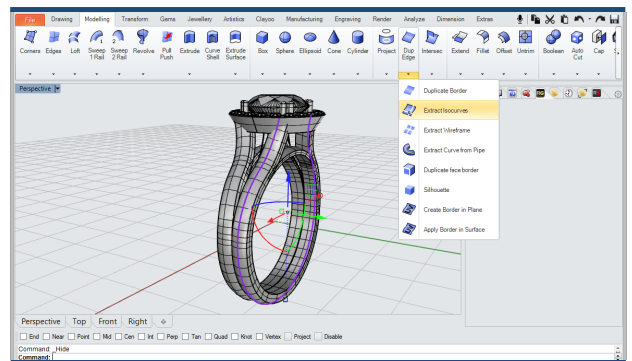 File Drawing Modelling Transform Gems Jewellery Artistics Clayoo Manufacturing Engraving Render Analyze Dimension Extras
Corners Edges Loft Sweep 1 Rail Sweep 2 Rail Revolve Pull Push Extrude Curve Shell Extrude Surface Box Sphere Ellipsoid Cone Cylinder Project Dup Edge Intersec Extend Fillet Offset Untrim Boolean Auto Cut Cap
Perspective
Duplicate Border
Extract Isocurves
Extract Wireframe
Extract Curve from Pipe
Duplicate face border
Silhouette
Create Border in Plane
Apply Border in Surface
Perspective Top Front Right
End Near Point Mid Cen Int Perp Tan Quad Knot Vertex Project Disable
Command: _Hide
Command: